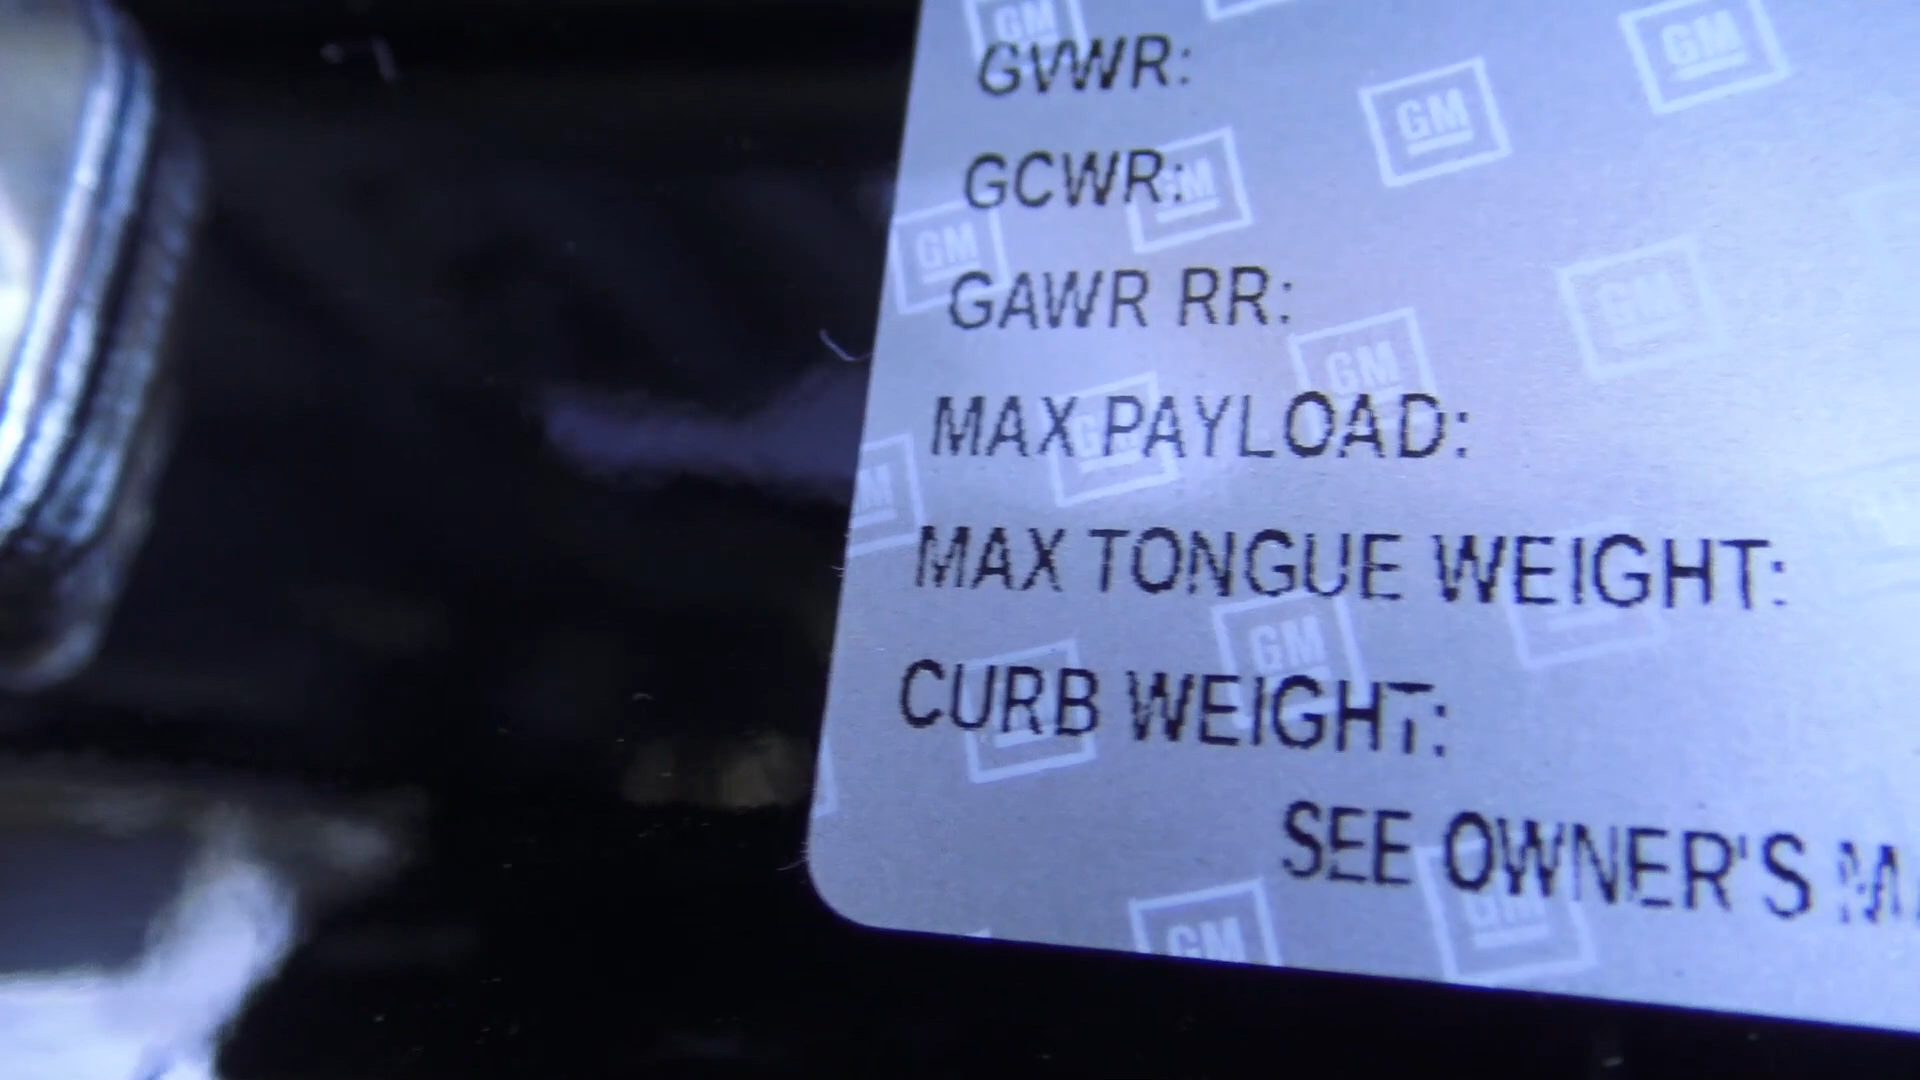 GVWR:
GCWR:
GAWR RR:
MAX PAYLOAD:
MAX TONGUE WEIGHT:
CURB WEIGHT:
SEE OWNER'S